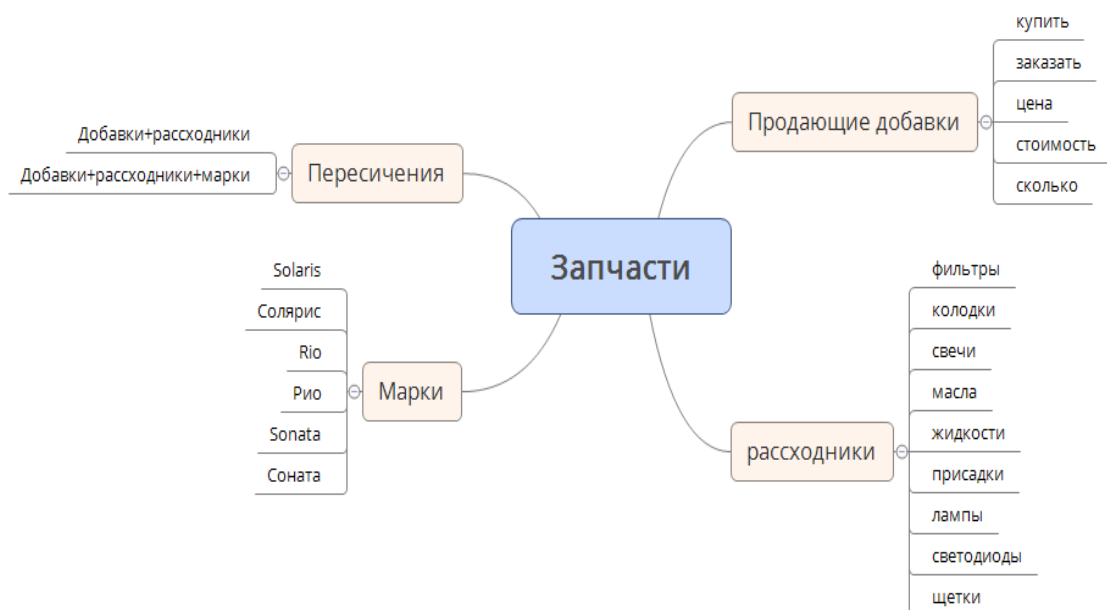 Запчасти
Продающие добавки
купить
заказать
цена
стоимость
сколько
рассходники
фильтры
колодки
свечи
масла
жидкости
присадки
лампы
светодиоды
щетки
Пересичения
Добавки+рассходники
Добавки+рассходники+марки
Марки
Solaris
Солярис
Rio
Рио
Sonata
Соната